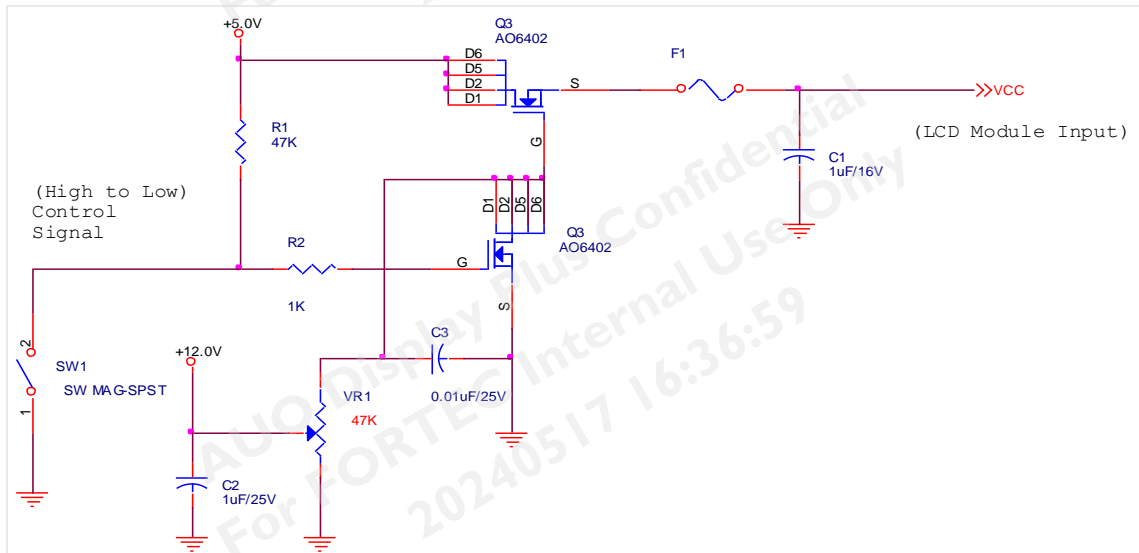 +5.0V
Q3
AO6402
D6
D5
D2
D1
S
G
F1
VCC
(LCD Module Input)
C1
1uF/16V
R1
47K
(High to Low)
Control
Signal
D1
D2
D5
D6
Q3
AO6402
R2
1K
G
S
2
SW1
SW MAG-SPST
1
+12.0V
C3
0.01uF/25V
VR1
47K
C2
1uF/25V
AUO Display Plus Confidential
For FORTEC Internal Use Only
20240517 16:36:59